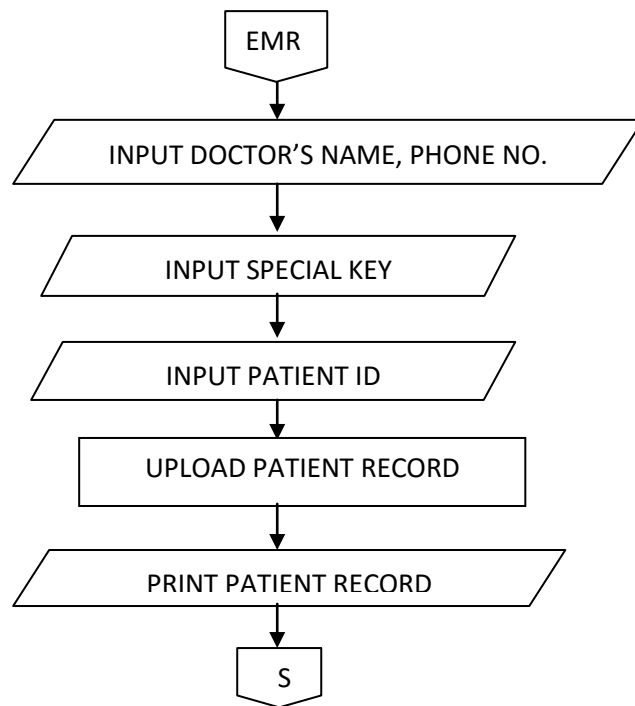 EMR
INPUT DOCTOR’S NAME, PHONE NO.
INPUT SPECIAL KEY
INPUT PATIENT ID
UPLOAD PATIENT RECORD
PRINT PATIENT RECORD
S